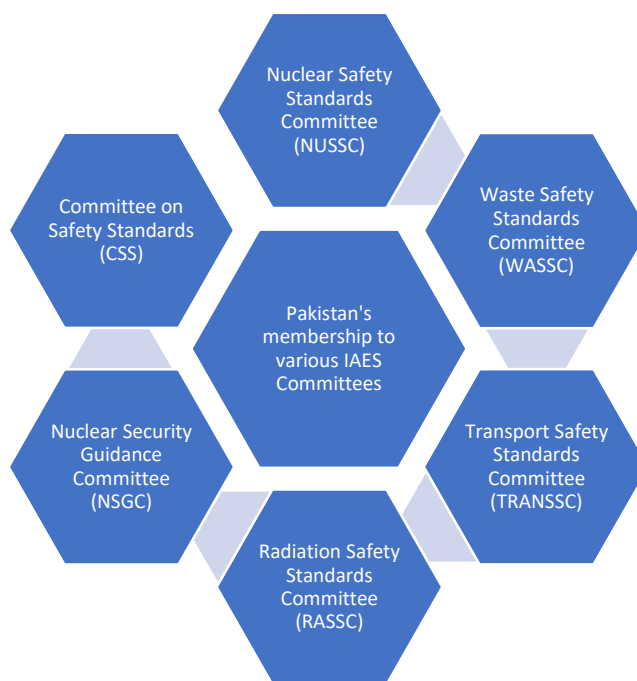 Nuclear Safety
Standards
Committee
(NUSSC)
Waste Safety
Standards
Committee
(WASSC)
Transport Safety
Standards
Committee
(TRANSSC)
Radiation Safety
Standards
Committee
(RASSC)
Nuclear Security
Guidance
Committee
(NSGC)
Committee on
Safety Standards
(CSS)
Pakistan's
membership to
various IAES
Committees